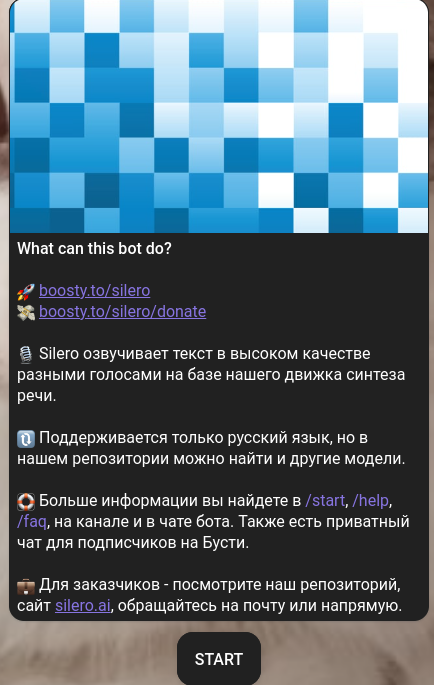 What can this bot do?
🚀 boosty.to/silero
💸 boosty.to/silero/donate
🎙 Silero озвучивает текст в высоком качестве
разными голосами на базе нашего движка синтеза
речи.
🔃 Поддерживается только русский язык, но в
нашем репозитории можно найти и другие модели.
🛟 Больше информации вы найдете в /start, /help,
/faq, на канале и в чате бота. Также есть приватный
чат для подписчиков на Бусти.
💼 Для заказчиков - посмотрите наш репозиторий,
сайт silero.ai, обращайтесь на почту или напрямую.
START